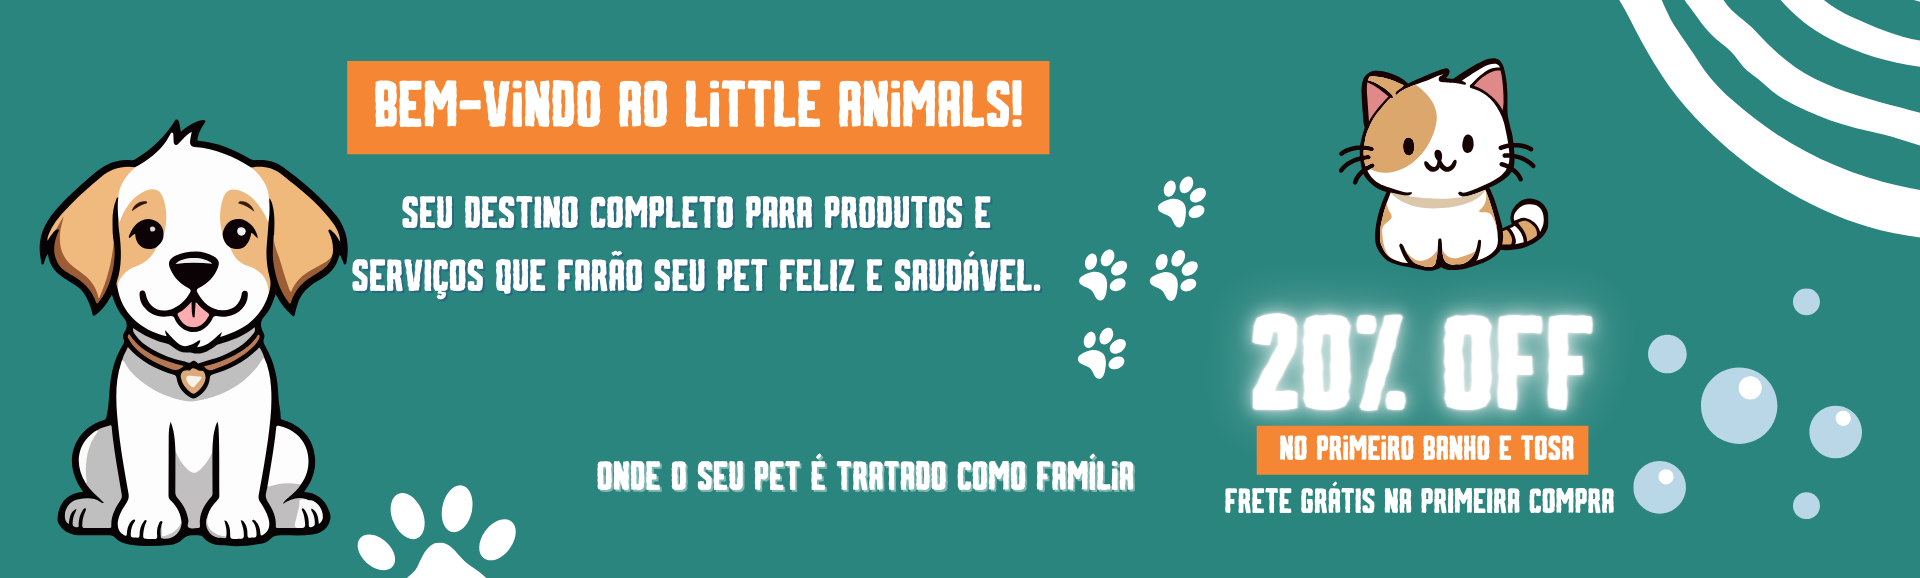 BEM-VINDO AO LITTLE ANIMALS!
SEU DESTINO COMPLETO PARA PRODUTOS E
SERVIÇOS QUE FARÃO SEU PET FELIZ E SAUDÁVEL.
ONDE O SEU PET É TRATADO COMO FAMÍLIA
20% OFF
NO PRIMEIRO BANHO E TOSA
FRETE GRÁTIS NA PRIMEIRA COMPRA